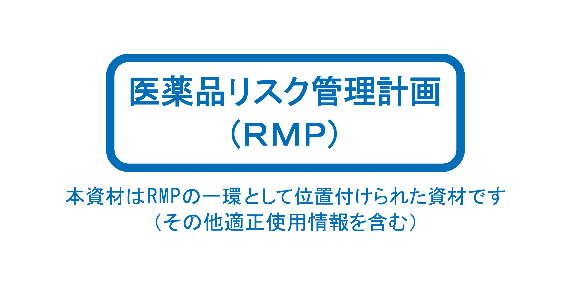 医薬品リスク管理計画
（ＲＭＰ）
本資材はRMPの一環として位置付けられた資材です
（その他適正使用情報を含む）